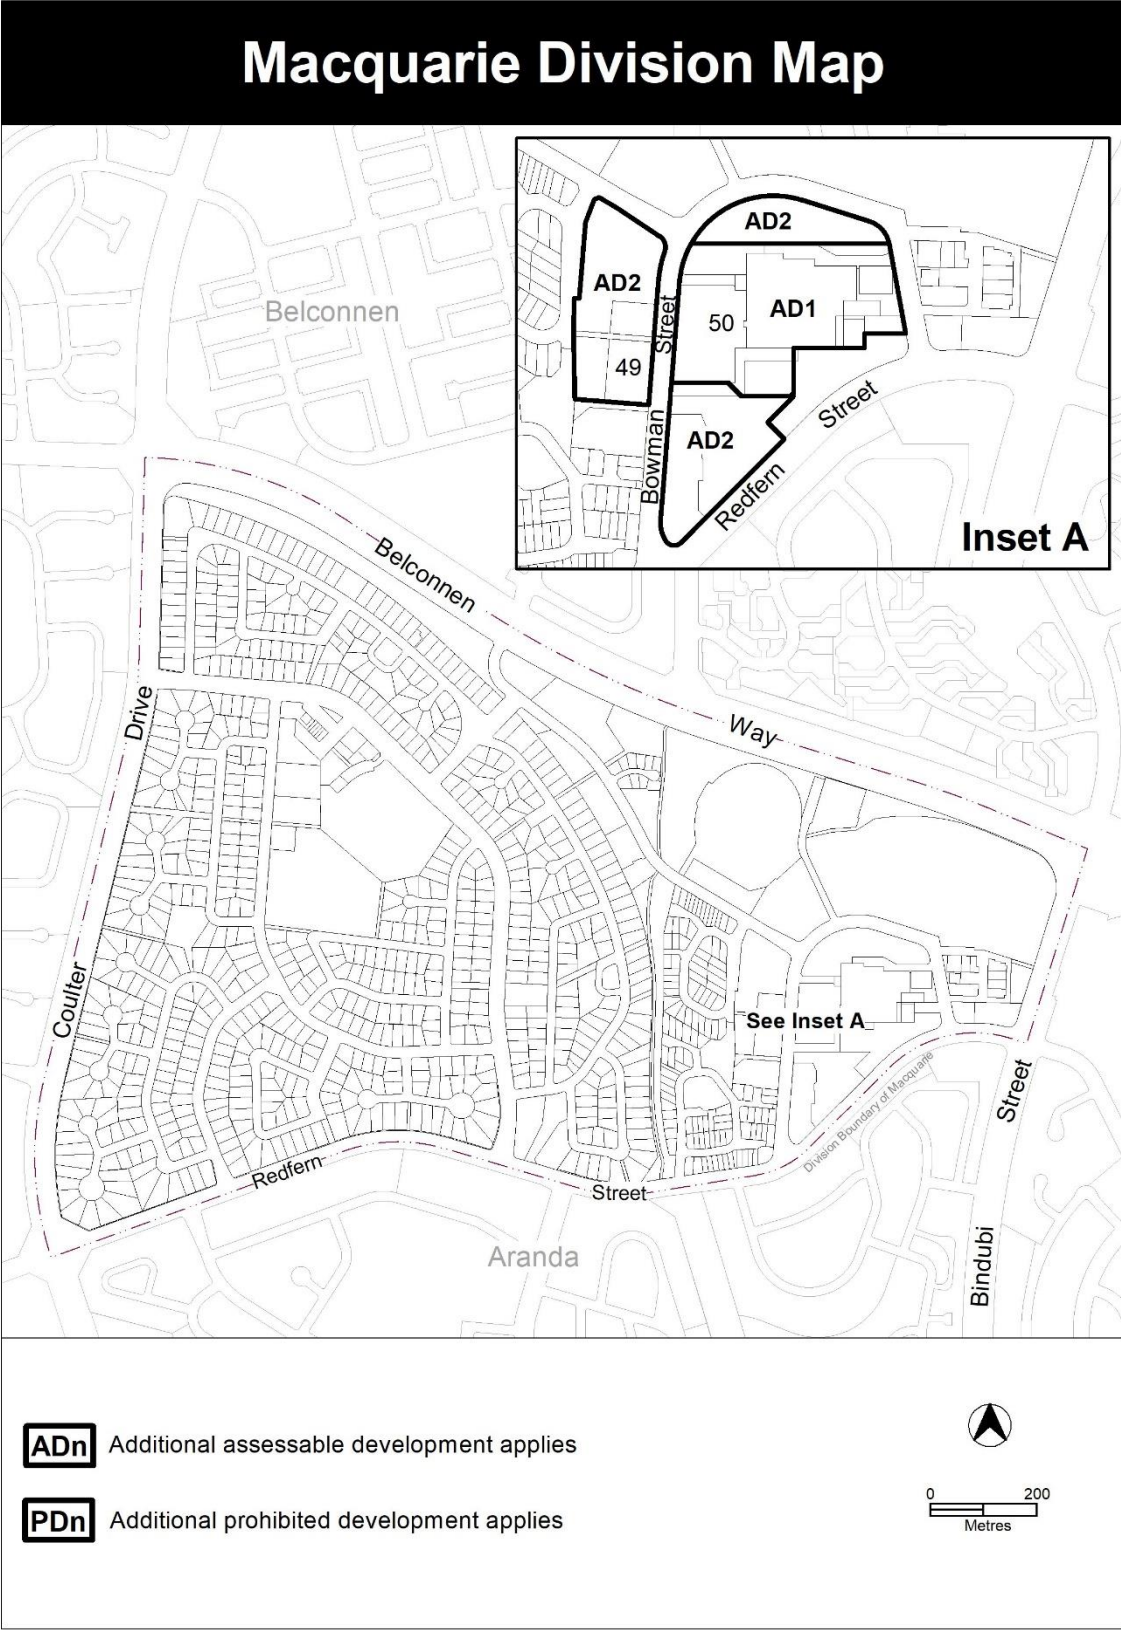 Macquarie Division Map
AD2
AD2
Street
50
AD1
49
Bowman
AD2
Street
Redfern
Inset A
Belconnen
Belconnen
Way
Drive
Coulter
See Inset A
Division Boundary of Macquarie
Street
Redfern
Street
Bindubi
Aranda
ADn Additional assessable development applies
PDn Additional prohibited development applies
0 200
Metres